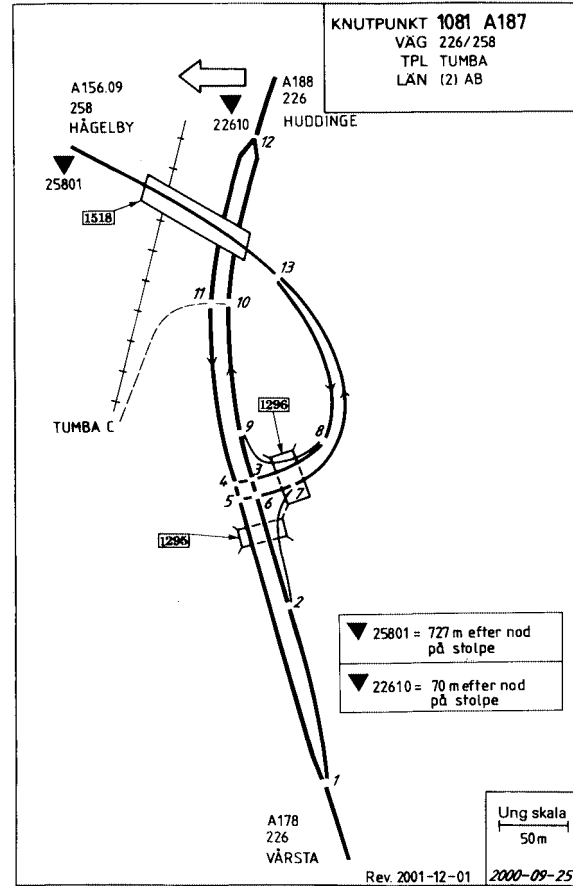 KNUTPUNKT 1081 A187
VÄG 226/258
TPL TUMBA
LÄN (2) AB
A156.09
258
HÅGELBY
A188
226
HUDDINGE
22610
12
25801
1518
13
11
10
TUMBA C
1296
9
8
4
3
5
6
7
1296
2
25801 = 727 m efter nod
på stolpe
22610 = 70 m efter nod
på stolpe
1
A178
226
VÅRSTA
Ung skala
50m
Rev. 2001-12-01
2000-09-25